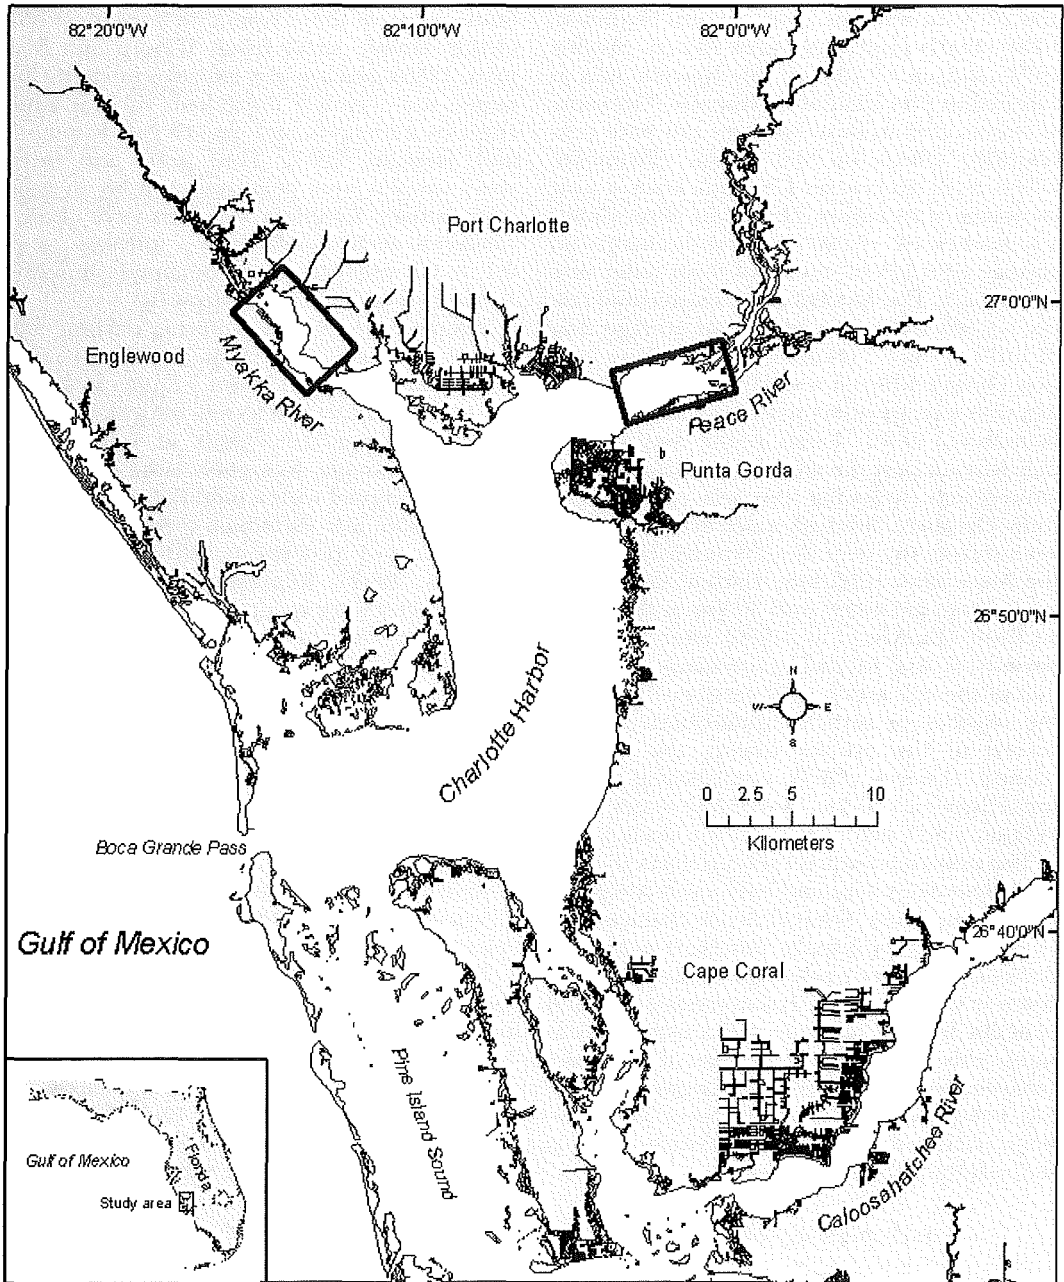 82°20'0"W
82°10'0"W
82°0'0"W
Port Charlotte
27°0'0"N
Englewood
Myakka River
Peace River
Punta Gorda
26°50'0"N
Charlotte Harbor
N
W
E
S
0 2.5 5 10
Kilometers
Boca Grande Pass
Gulf of Mexico
26°40'0"N
Cape Coral
Pine Island Sound
Caloosahatchee River
Gulf of Mexico
Florida
Study area